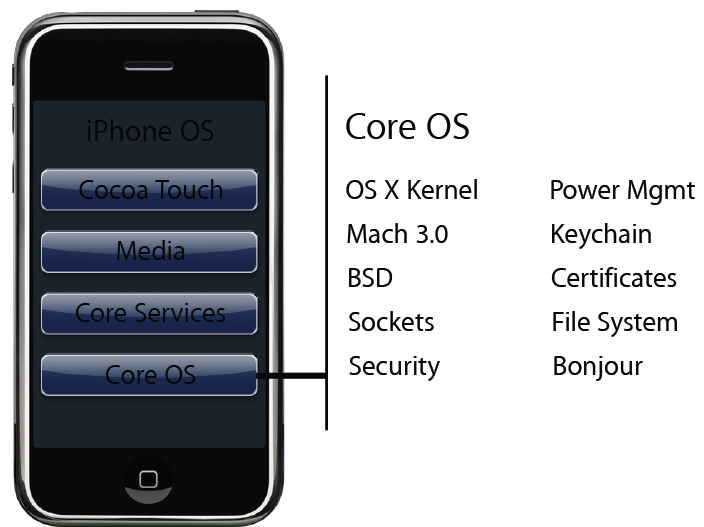 iPhone OS
Cocoa Touch
Media
Core Services
Core OS
Core OS
OS X Kernel
Power Mgmt
Mach 3.0
Keychain
BSD
Certificates
Sockets
File System
Security
Bonjour